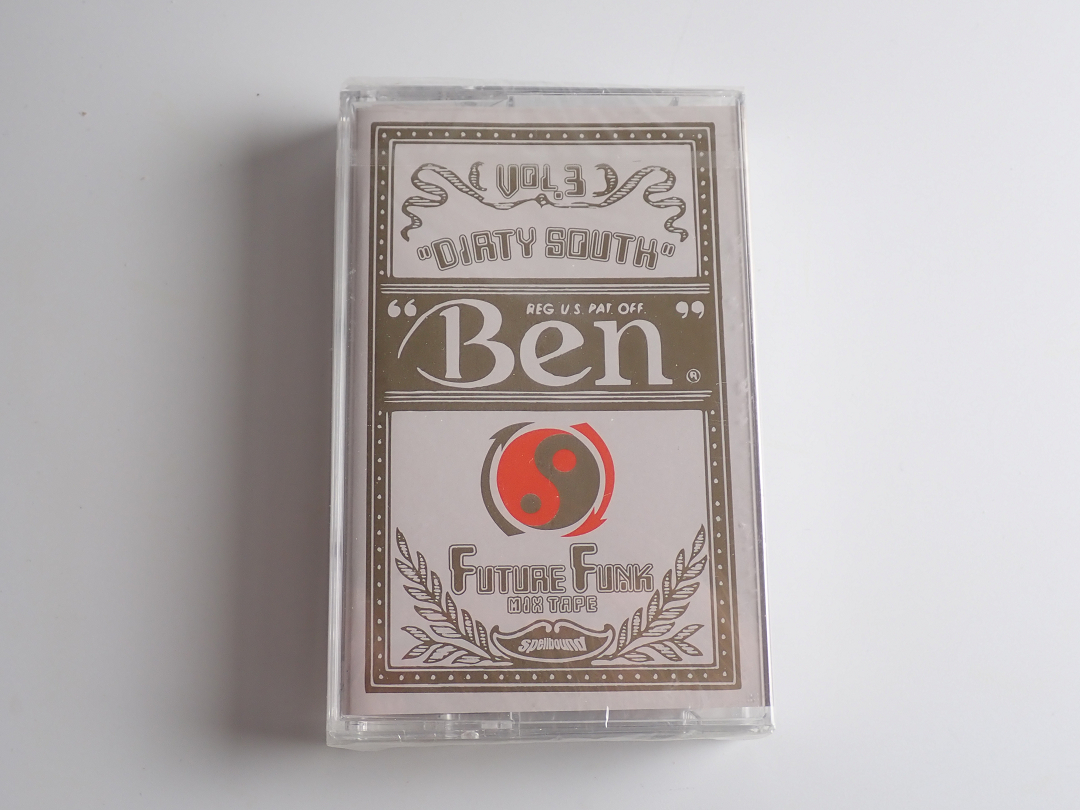 VOL.3
"DIRTY SOUTH"
REG. U.S. PAT. OFF.
“Ben”®
FUTURE FUNK
MIX TAPE
spellbound